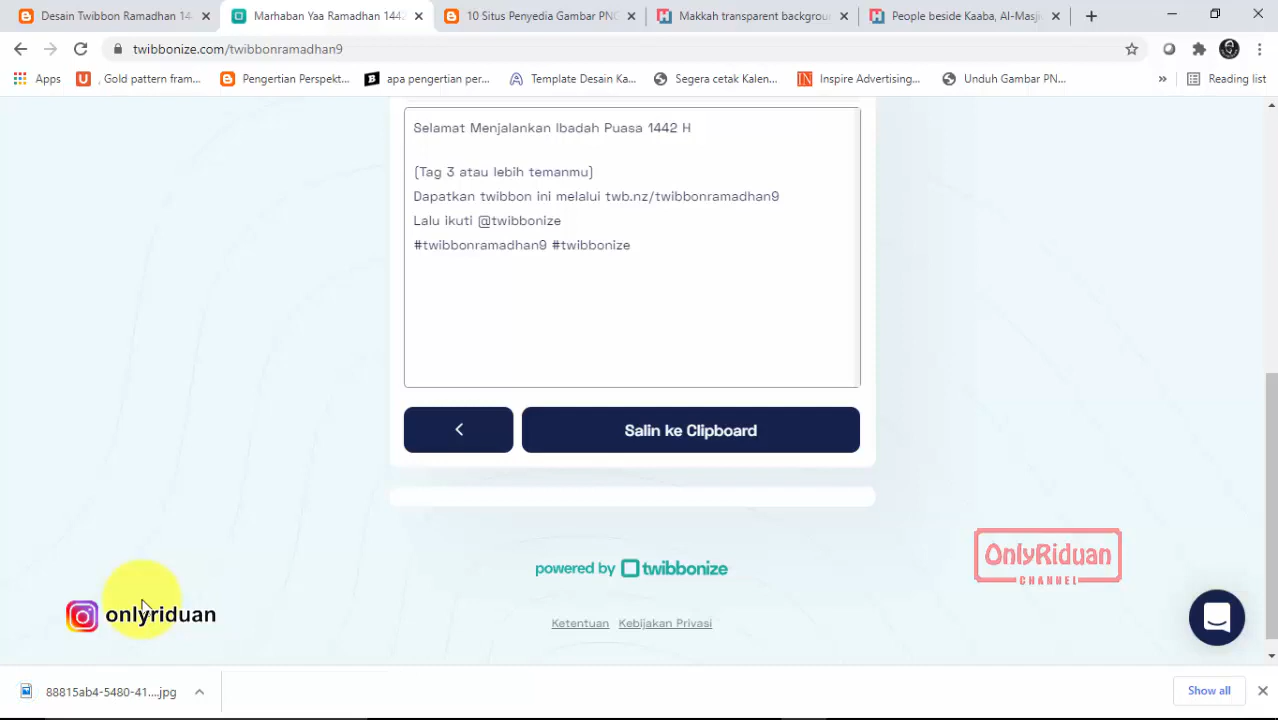 Desain Twibbon Ramadhan 14
Marhaban Yaa Ramadhan 1442
10 Situs Penyedia Gambar PNG
Makkah transparent backgroun
People beside Kaaba, Al-Masji
twibbonize.com/twibbonramadhan9
Apps
, Gold pattern fram...
Pengertian Perspekt...
apa pengertian per...
Template Desain Ka...
Segera cetak Kalen...
Inspire Advertising...
Unduh Gambar PN...
»
Reading list
Selamat Menjalankan Ibadah Puasa 1442 H
(Tag 3 atau lebih temanmu)
Dapatkan twibbon ini melalui twb.nz/twibbonramadhan9
Lalu ikuti @twibbonize
#twibbonramadhan9 #twibbonize
Salin ke Clipboard
powered by twibbonize
OnlyRiduan
CHANNEL
onlyriduan
Ketentuan Kebijakan Privasi
88815ab4-5480-41....jpg
Show all